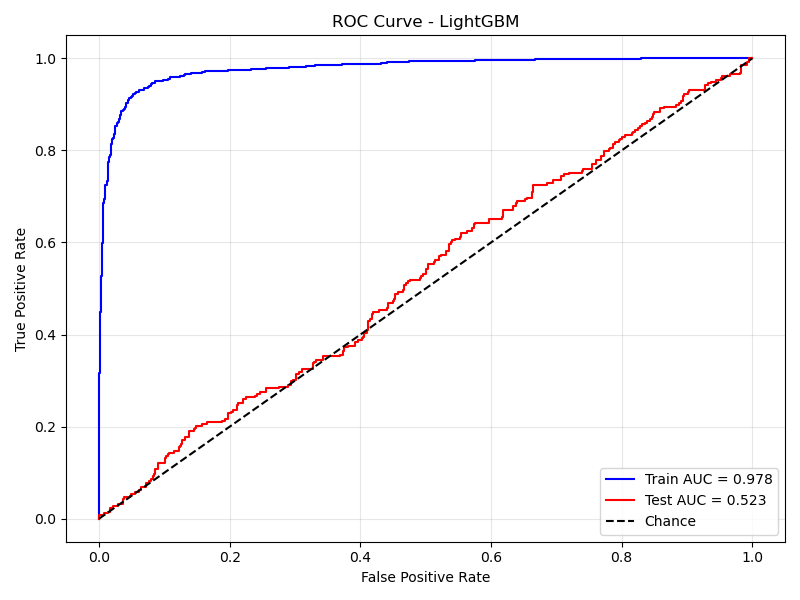 ROC Curve - LightGBM
True Positive Rate
1.0
0.8
0.6
0.4
0.2
0.0
Train AUC = 0.978
Test AUC = 0.523
Chance
0.0 0.2 0.4 0.6 0.8 1.0
False Positive Rate